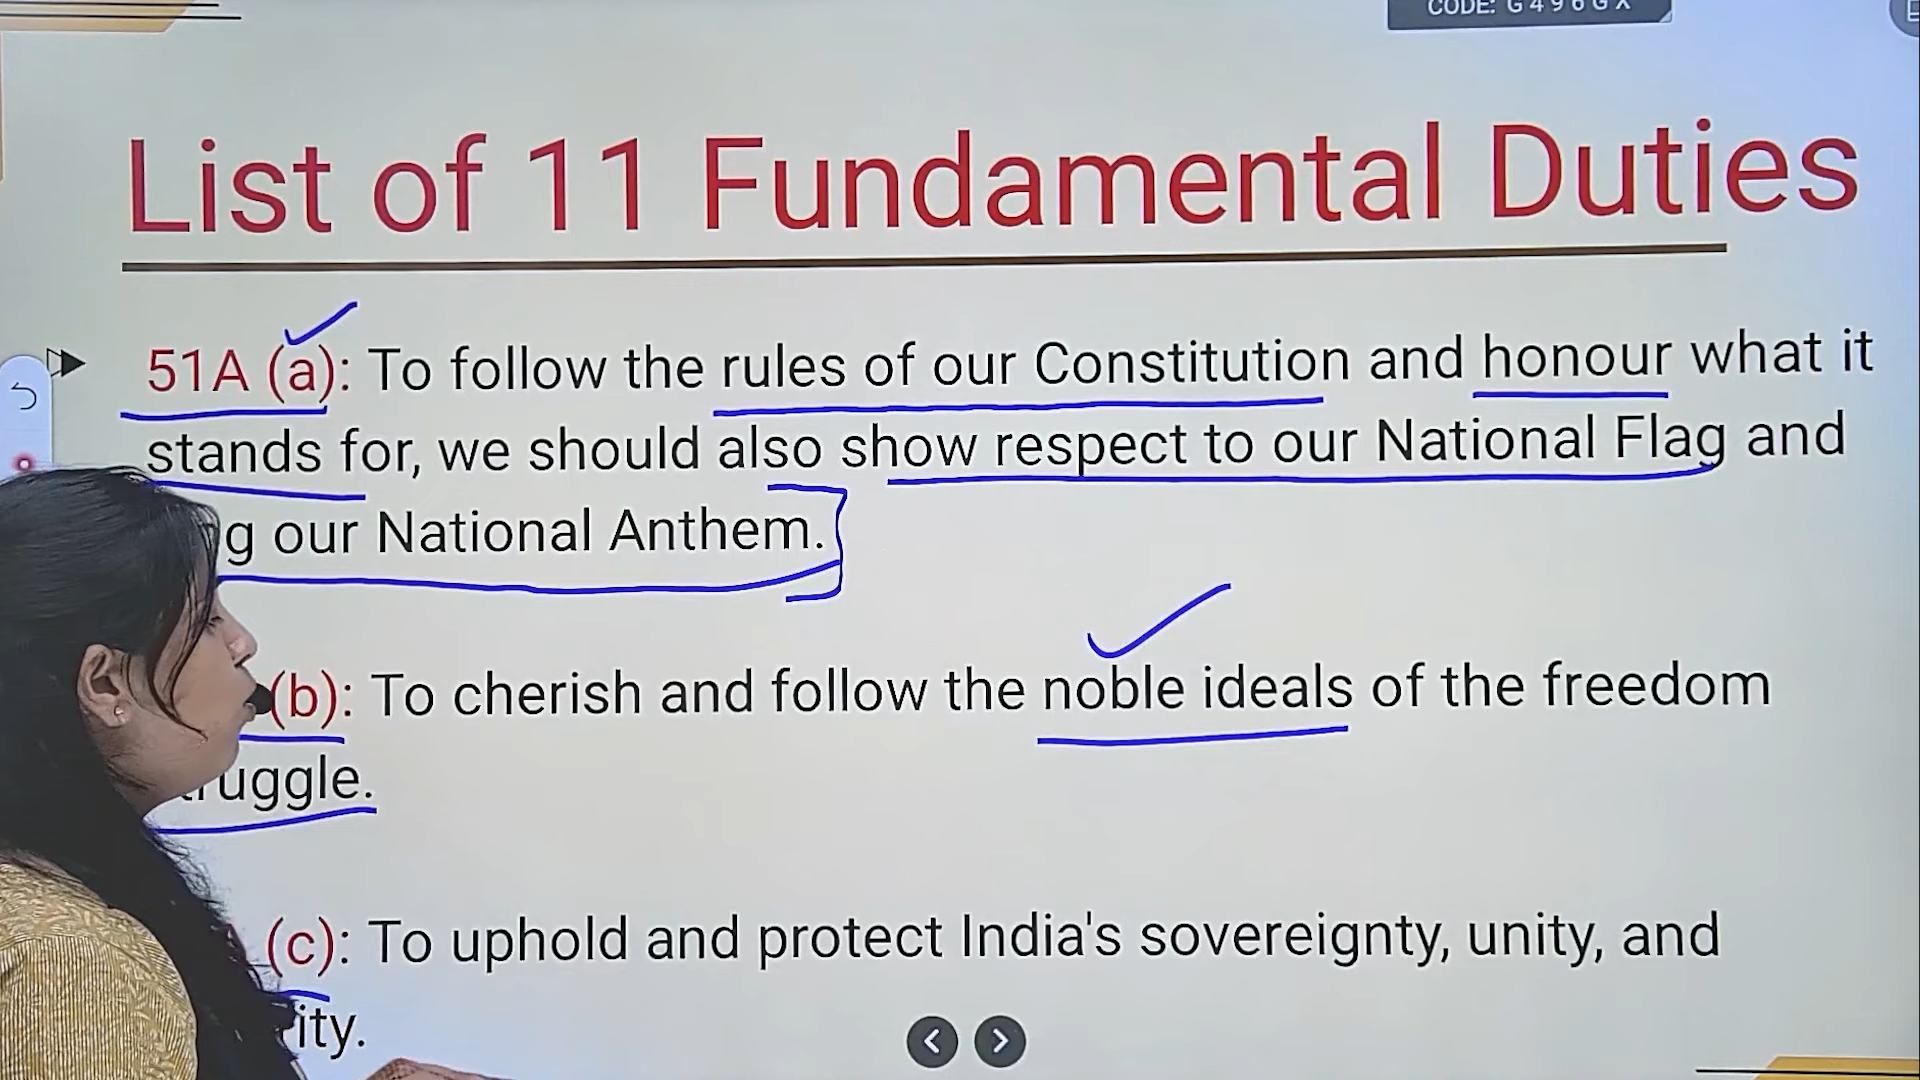 CODE: G496GX
List of 11 Fundamental Duties
51A (a): To follow the rules of our Constitution and honour what it
stands for, we should also show respect to our National Flag and
our National Anthem.
(b): To cherish and follow the noble ideals of the freedom
(c): To uphold and protect India's sovereignty, unity, and